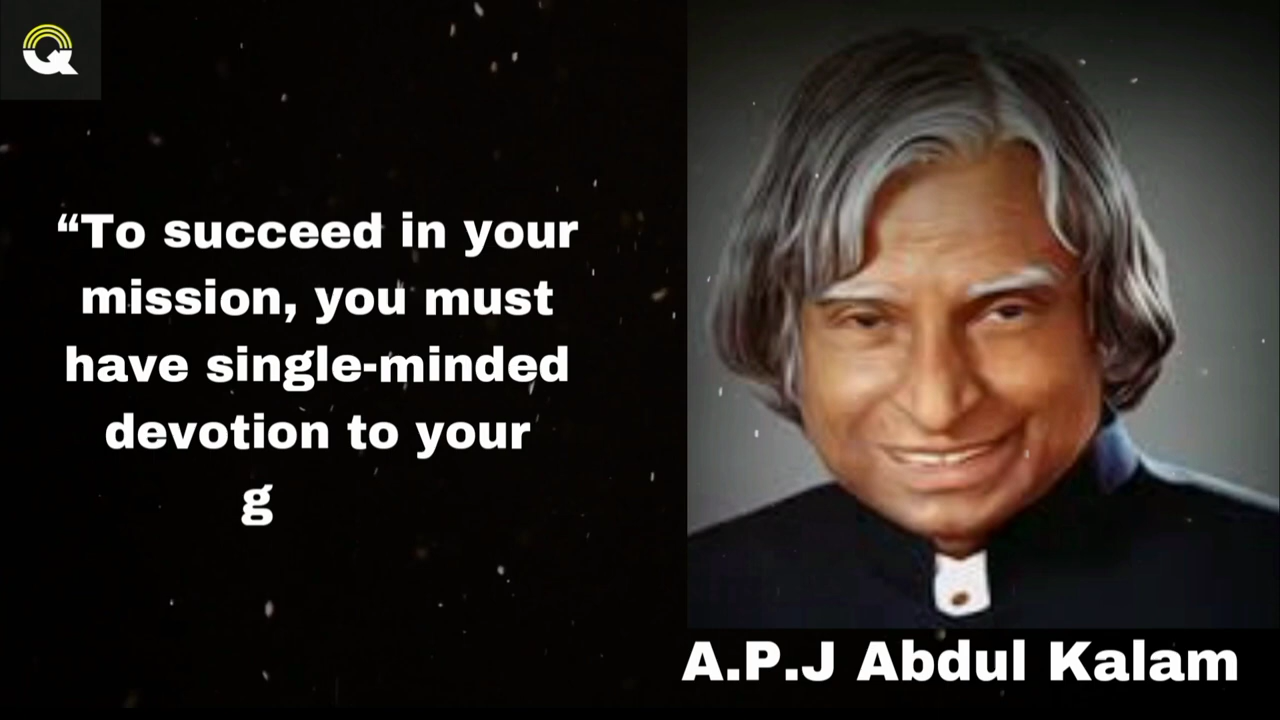 “To succeed in your
mission, you must
have single-minded
devotion to your
g
A.P.J Abdul Kalam